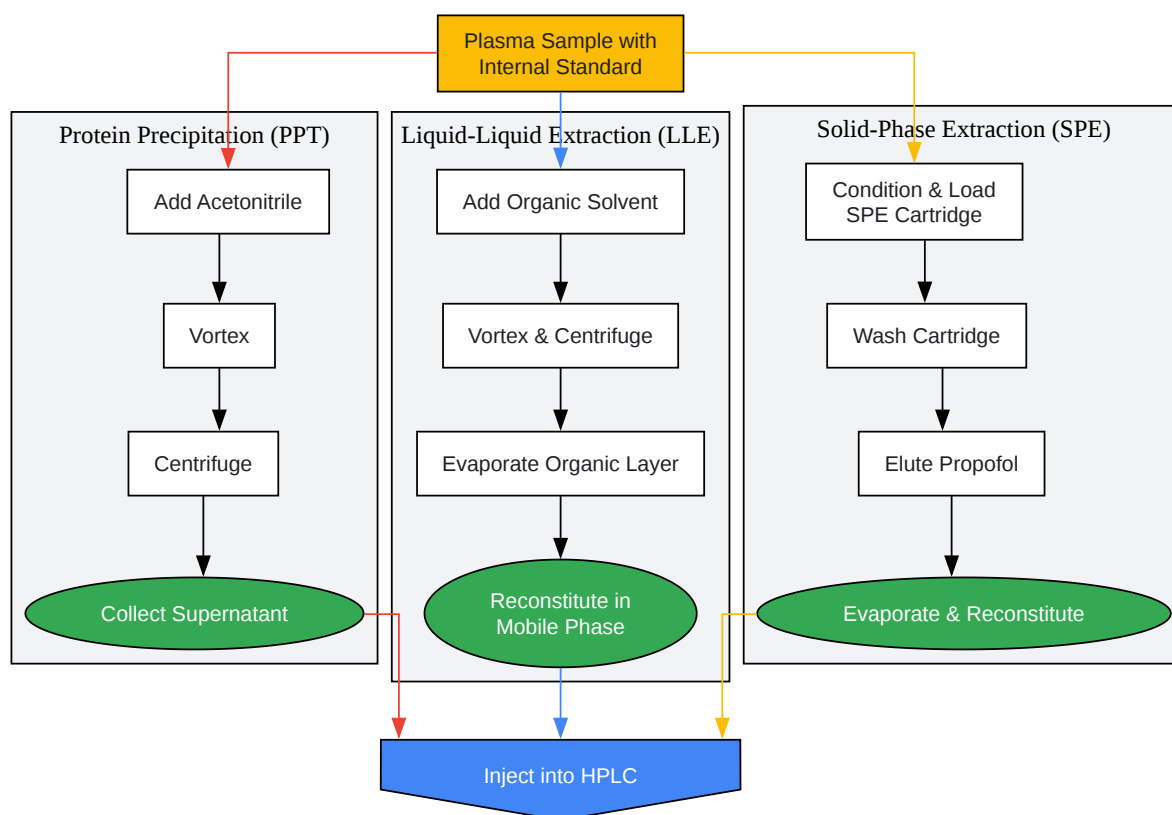 Plasma Sample with
Internal Standard
Protein Precipitation (PPT)
Add Acetonitrile
Vortex
Centrifuge
Collect Supernatant
Liquid-Liquid Extraction (LLE)
Add Organic Solvent
Vortex & Centrifuge
Evaporate Organic Layer
Reconstitute in
Mobile Phase
Solid-Phase Extraction (SPE)
Condition & Load
SPE Cartridge
Wash Cartridge
Elute Propofol
Evaporate & Reconstitute
Inject into HPLC